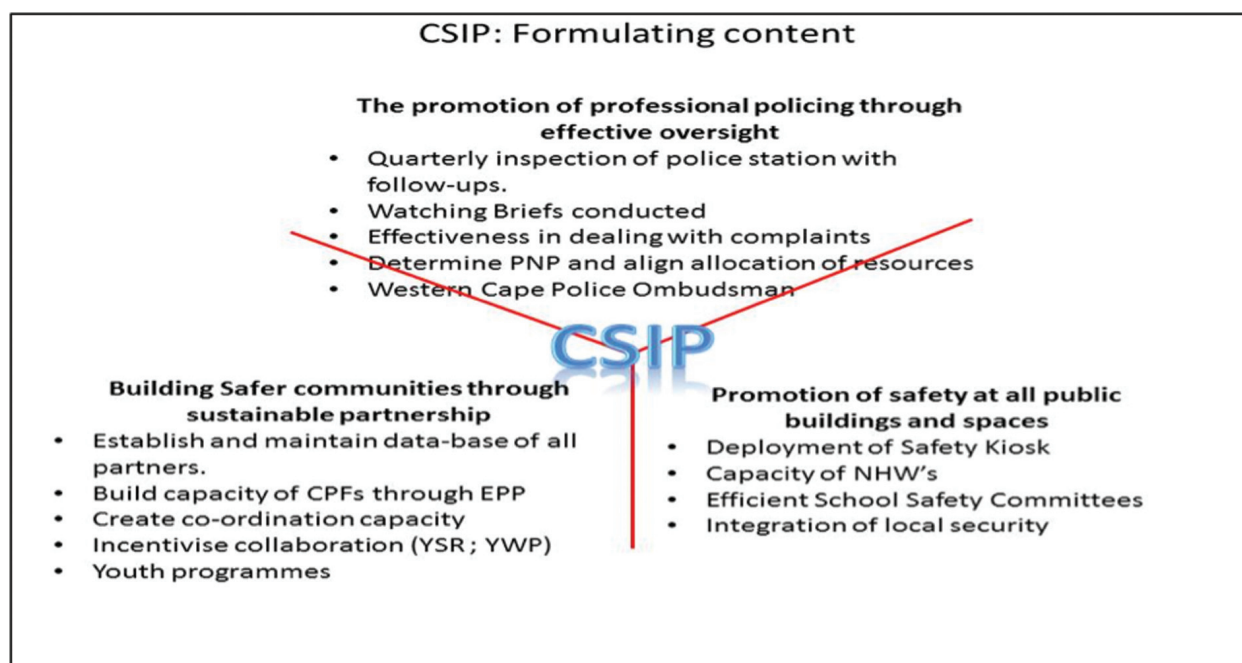 CSIP: Formulating content
The promotion of professional policing through
effective oversight
• Quarterly inspection of police station with
follow-ups.
• Watching Briefs conducted
• Effectiveness in dealing with complaints
• Determine PNP and align allocation of resources
• Western Cape Police Ombudsman
CSIP
Building Safer communities through
sustainable partnership
• Establish and maintain data-base of all
partners.
• Build capacity of CPFs through EPP
• Create co-ordination capacity
• Incentivise collaboration (YSR ; YWP)
• Youth programmes
Promotion of safety at all public
buildings and spaces
• Deployment of Safety Kiosk
• Capacity of NHW's
• Efficient School Safety Committees
• Integration of local security